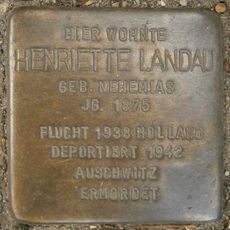 HIER WOHNTE
HENRIETTE LANDAU
GEB. NEHEMIAS
JG. 1875
FLUCHT 1938 HOLLAND
DEPORTIERT 1942
AUSCHWITZ
ERMORDET